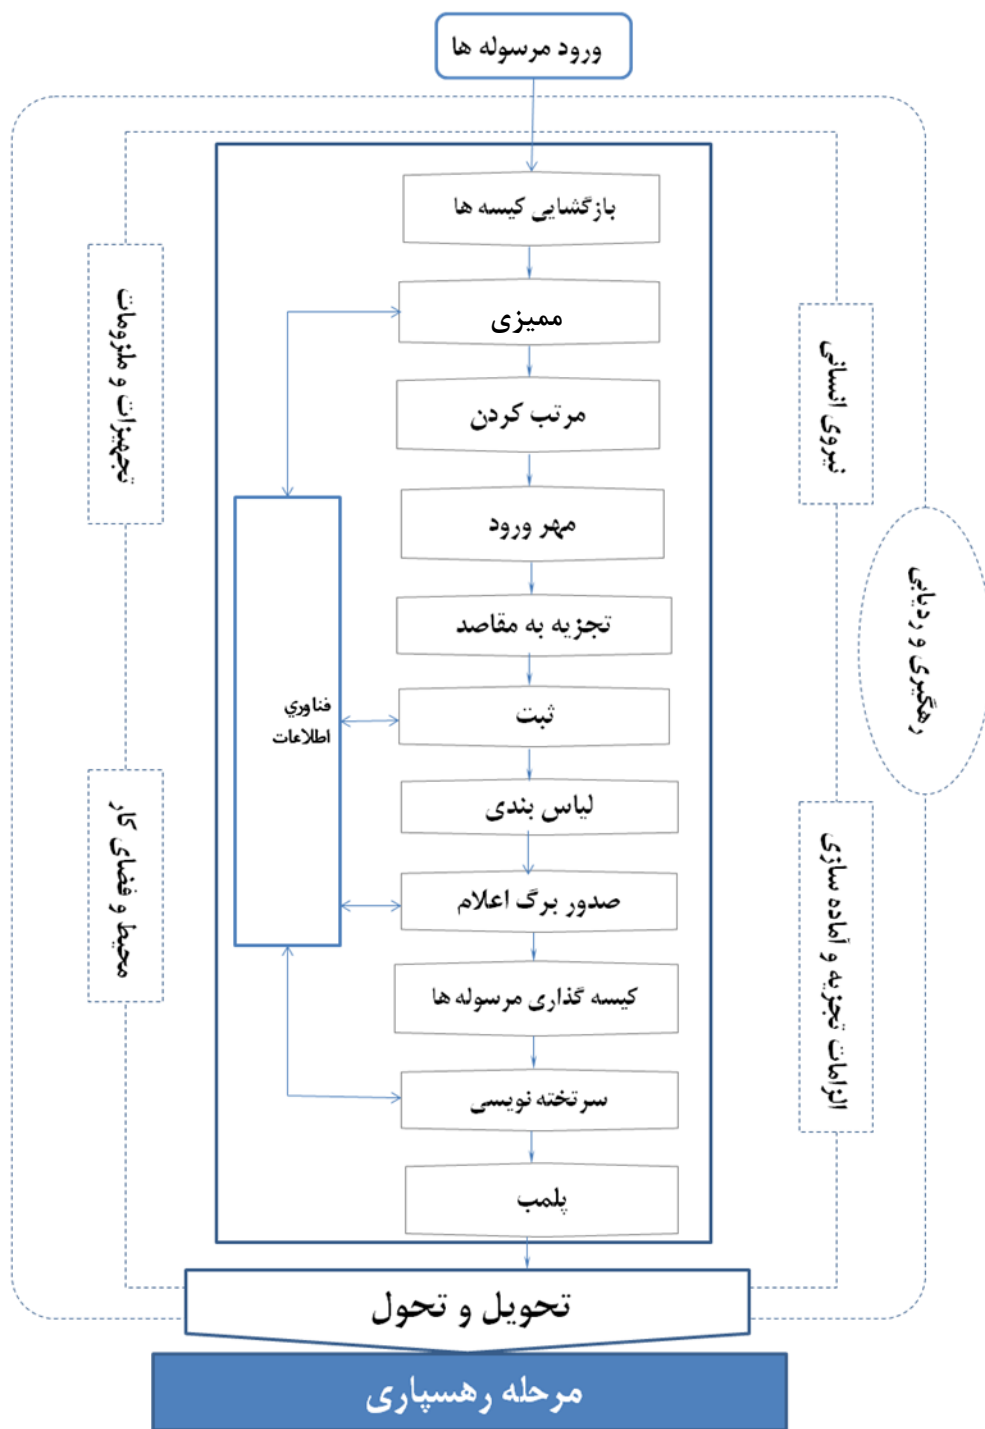 ورود مرسوله ها
بازگشایی کیسه ها
ممیزی
مرتب کردن
مهر ورود
تجزیه به مقاصد
ثبت
لیاس بندی
صدور برگ اعلام
کیسه گذاری مرسوله ها
سرتخته نویسی
پلمب
فناوري
اطلاعات
نیروی انسانی
الزامات تجزیه و آماده سازی
تجهیزات و ملزومات
محیط و فضای کار
رهگیری و ردیابی
تحویل و تحول
مرحله رهسپاری